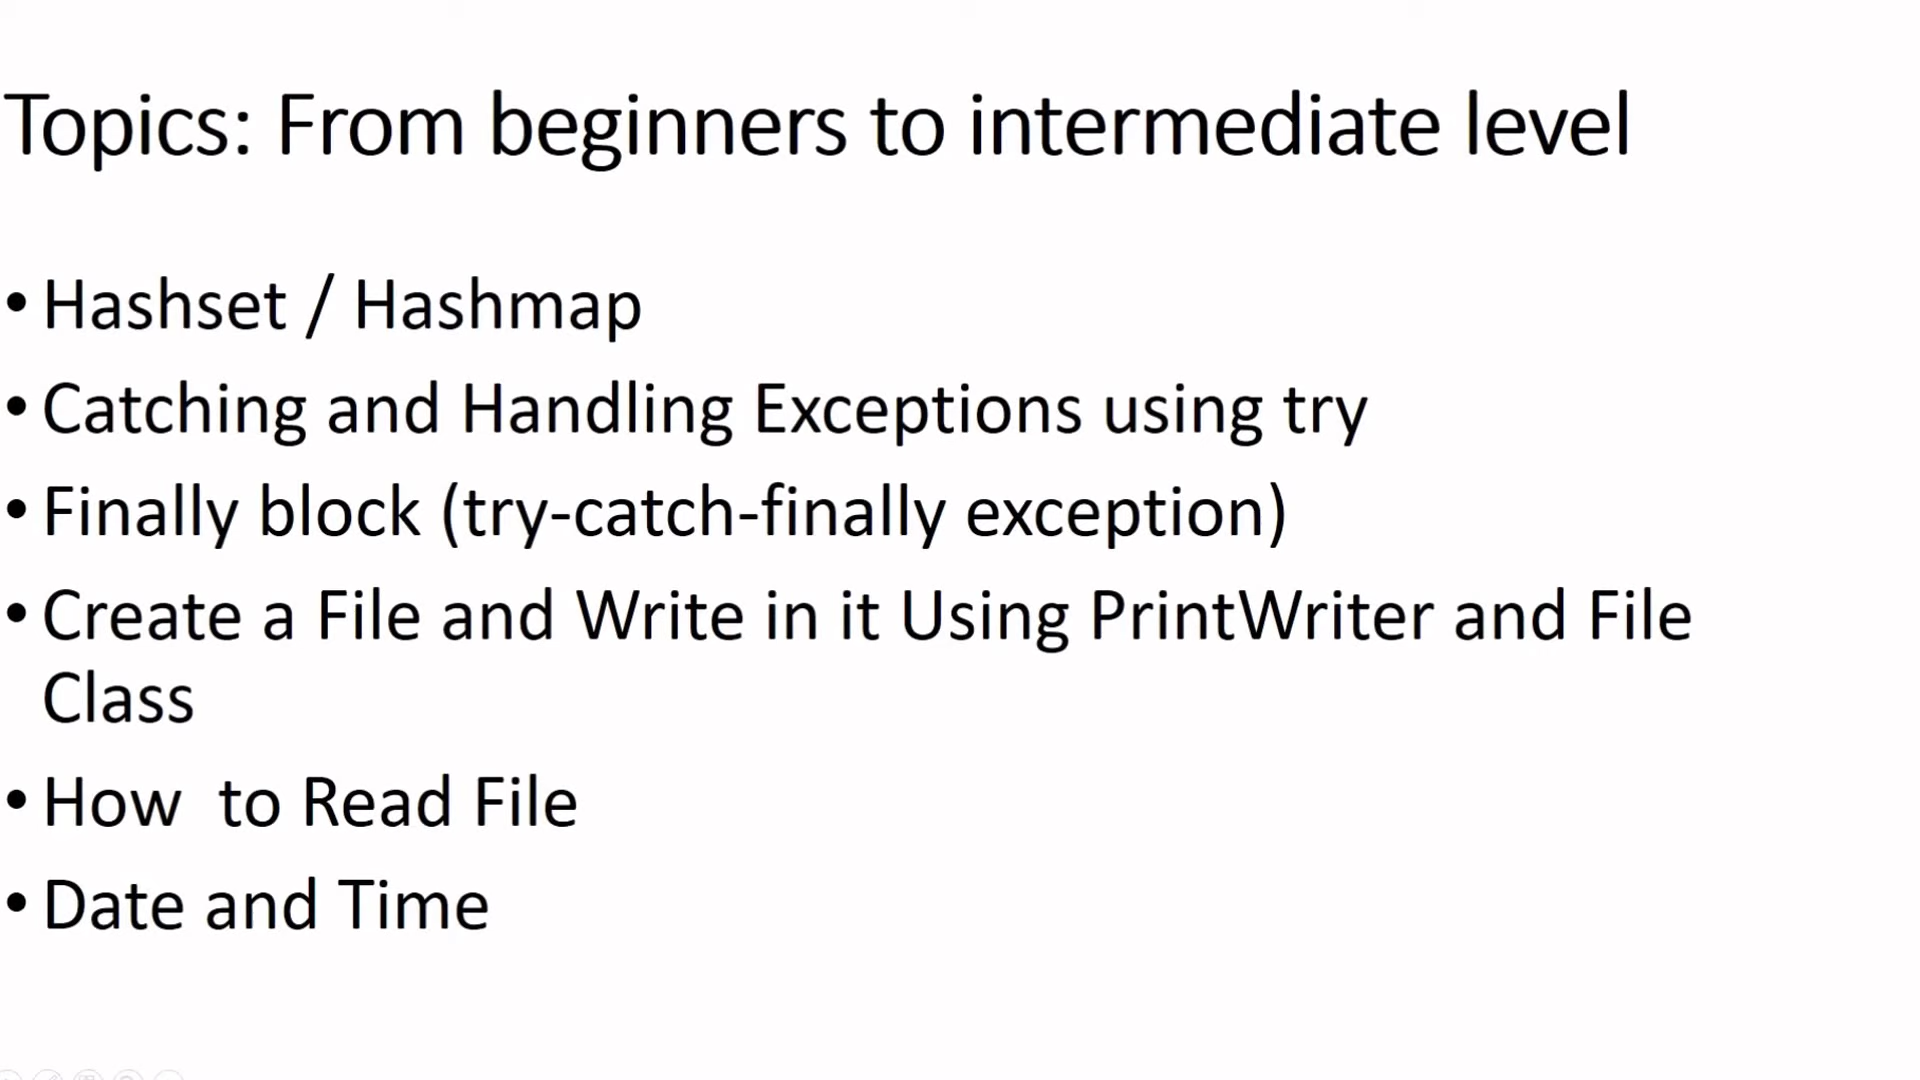 Topics: From beginners to intermediate level
• Hashset / Hashmap
• Catching and Handling Exceptions using try
• Finally block (try-catch-finally exception)
• Create a File and Write in it Using PrintWriter and File
Class
• How  to Read File
• Date and Time